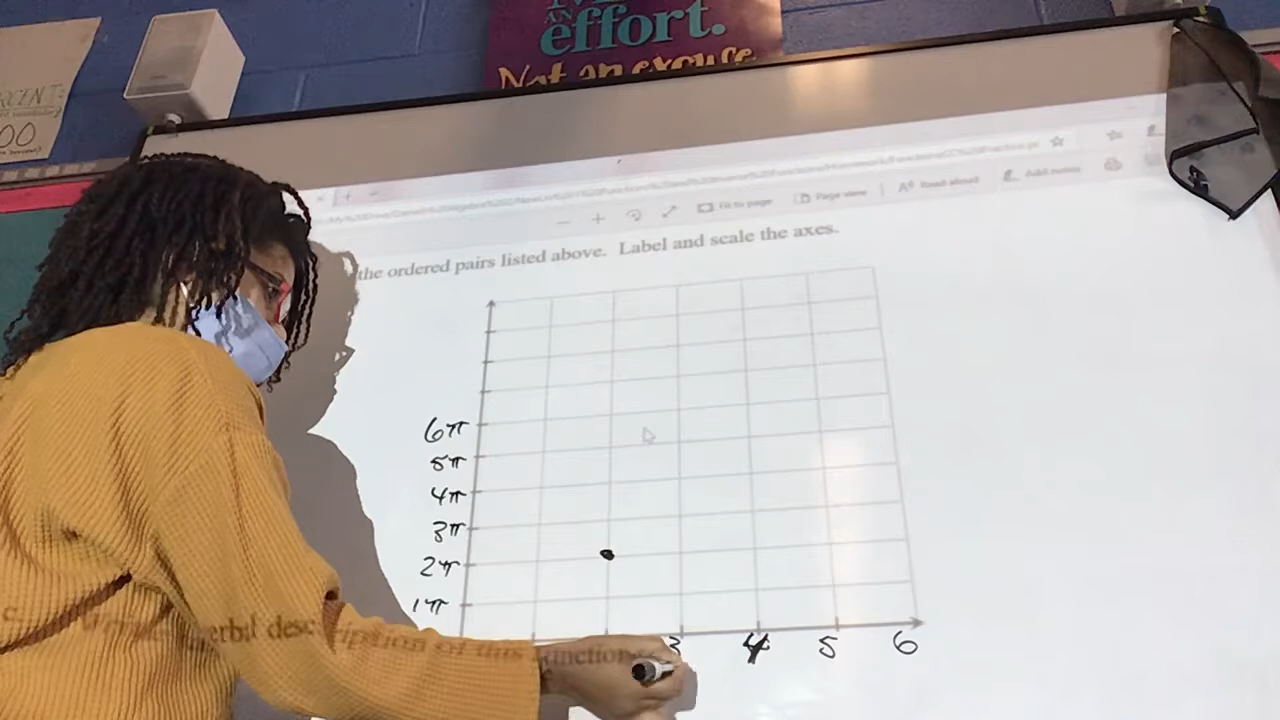 AN
effort.
Not an excuse
00
Fit to page
Page view
Read aloud
Add notes
the ordered pairs listed above. Label and scale the axes.
6π
5π
4π
3π
2π
1π
3 4 5 6
verbal description of this function